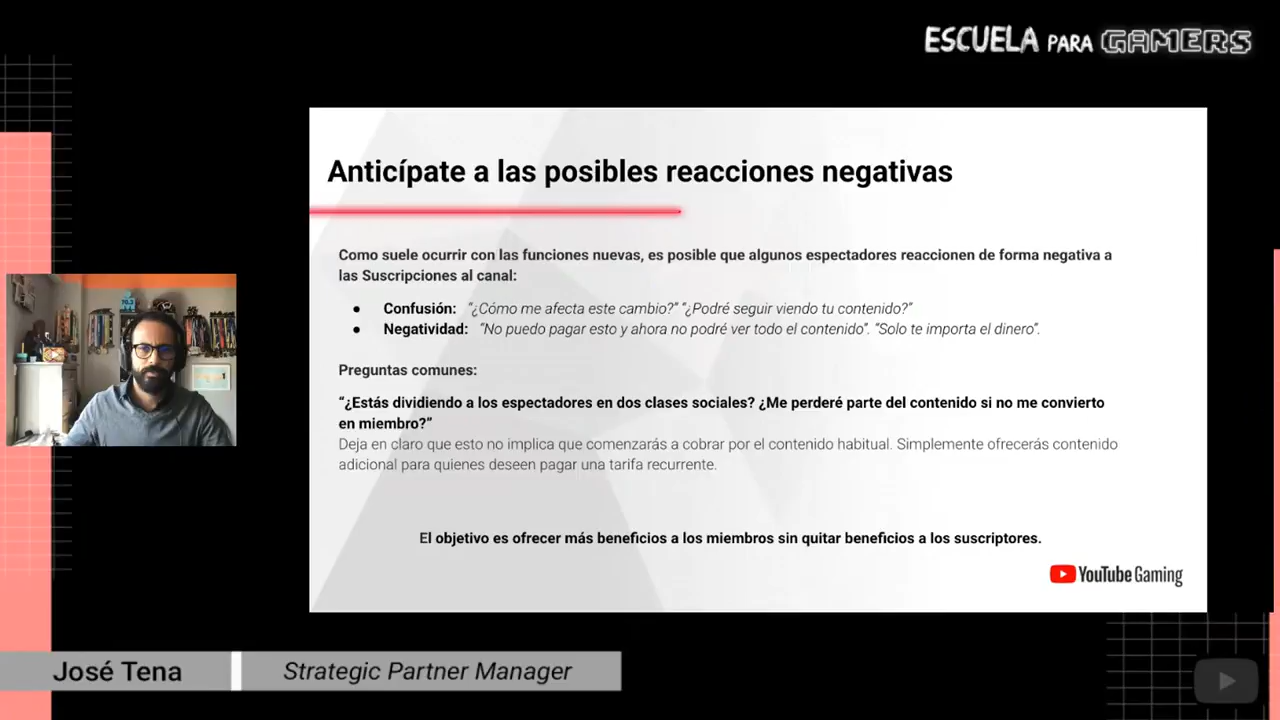 ESCUELA PARA GAMERS
Anticípate a las posibles reacciones negativas
Como suele ocurrir con las funciones nuevas, es posible que algunos espectadores reaccionen de forma negativa a
las Suscripciones al canal:
● Confusión: “¿Cómo me afecta este cambio?” “¿Podré seguir viendo tu contenido?”
● Negatividad: “No puedo pagar esto y ahora no podré ver todo el contenido”. “Solo te importa el dinero”.
Preguntas comunes:
“¿Estás dividiendo a los espectadores en dos clases sociales? ¿Me perderé parte del contenido si no me convierto
en miembro?”
Deja en claro que esto no implica que comenzarás a cobrar por el contenido habitual. Simplemente ofrecerás contenido
adicional para quienes deseen pagar una tarifa recurrente.
El objetivo es ofrecer más beneficios a los miembros sin quitar beneficios a los suscriptores.
YouTube Gaming
José Tena
Strategic Partner Manager